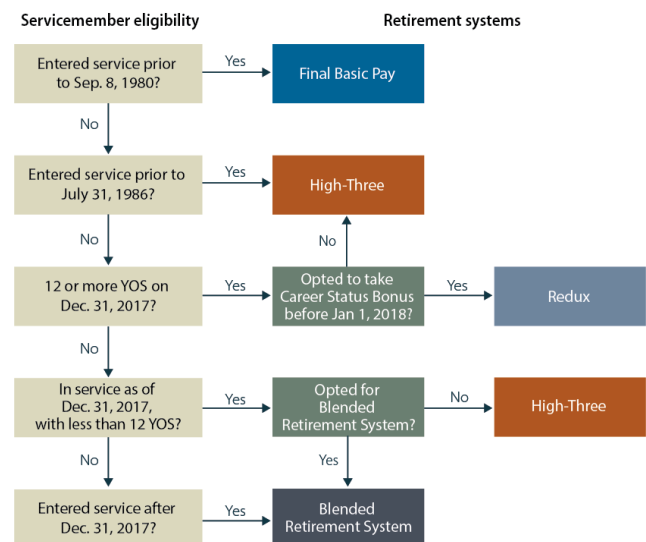 Servicemember eligibility
Retirement systems
Entered service prior
to Sep. 8, 1980?
Yes
Final Basic Pay
No
Entered service prior to
July 31, 1986?
Yes
High-Three
No
No
12 or more YOS on
Dec. 31, 2017?
Yes
Opted to take
Career Status Bonus
before Jan 1, 2018?
Yes
Redux
No
In service as of
Dec. 31, 2017,
with less than 12 YOS?
Yes
Opted for
Blended
Retirement System?
No
High-Three
No
Yes
Entered service after
Dec. 31, 2017?
Yes
Blended
Retirement System